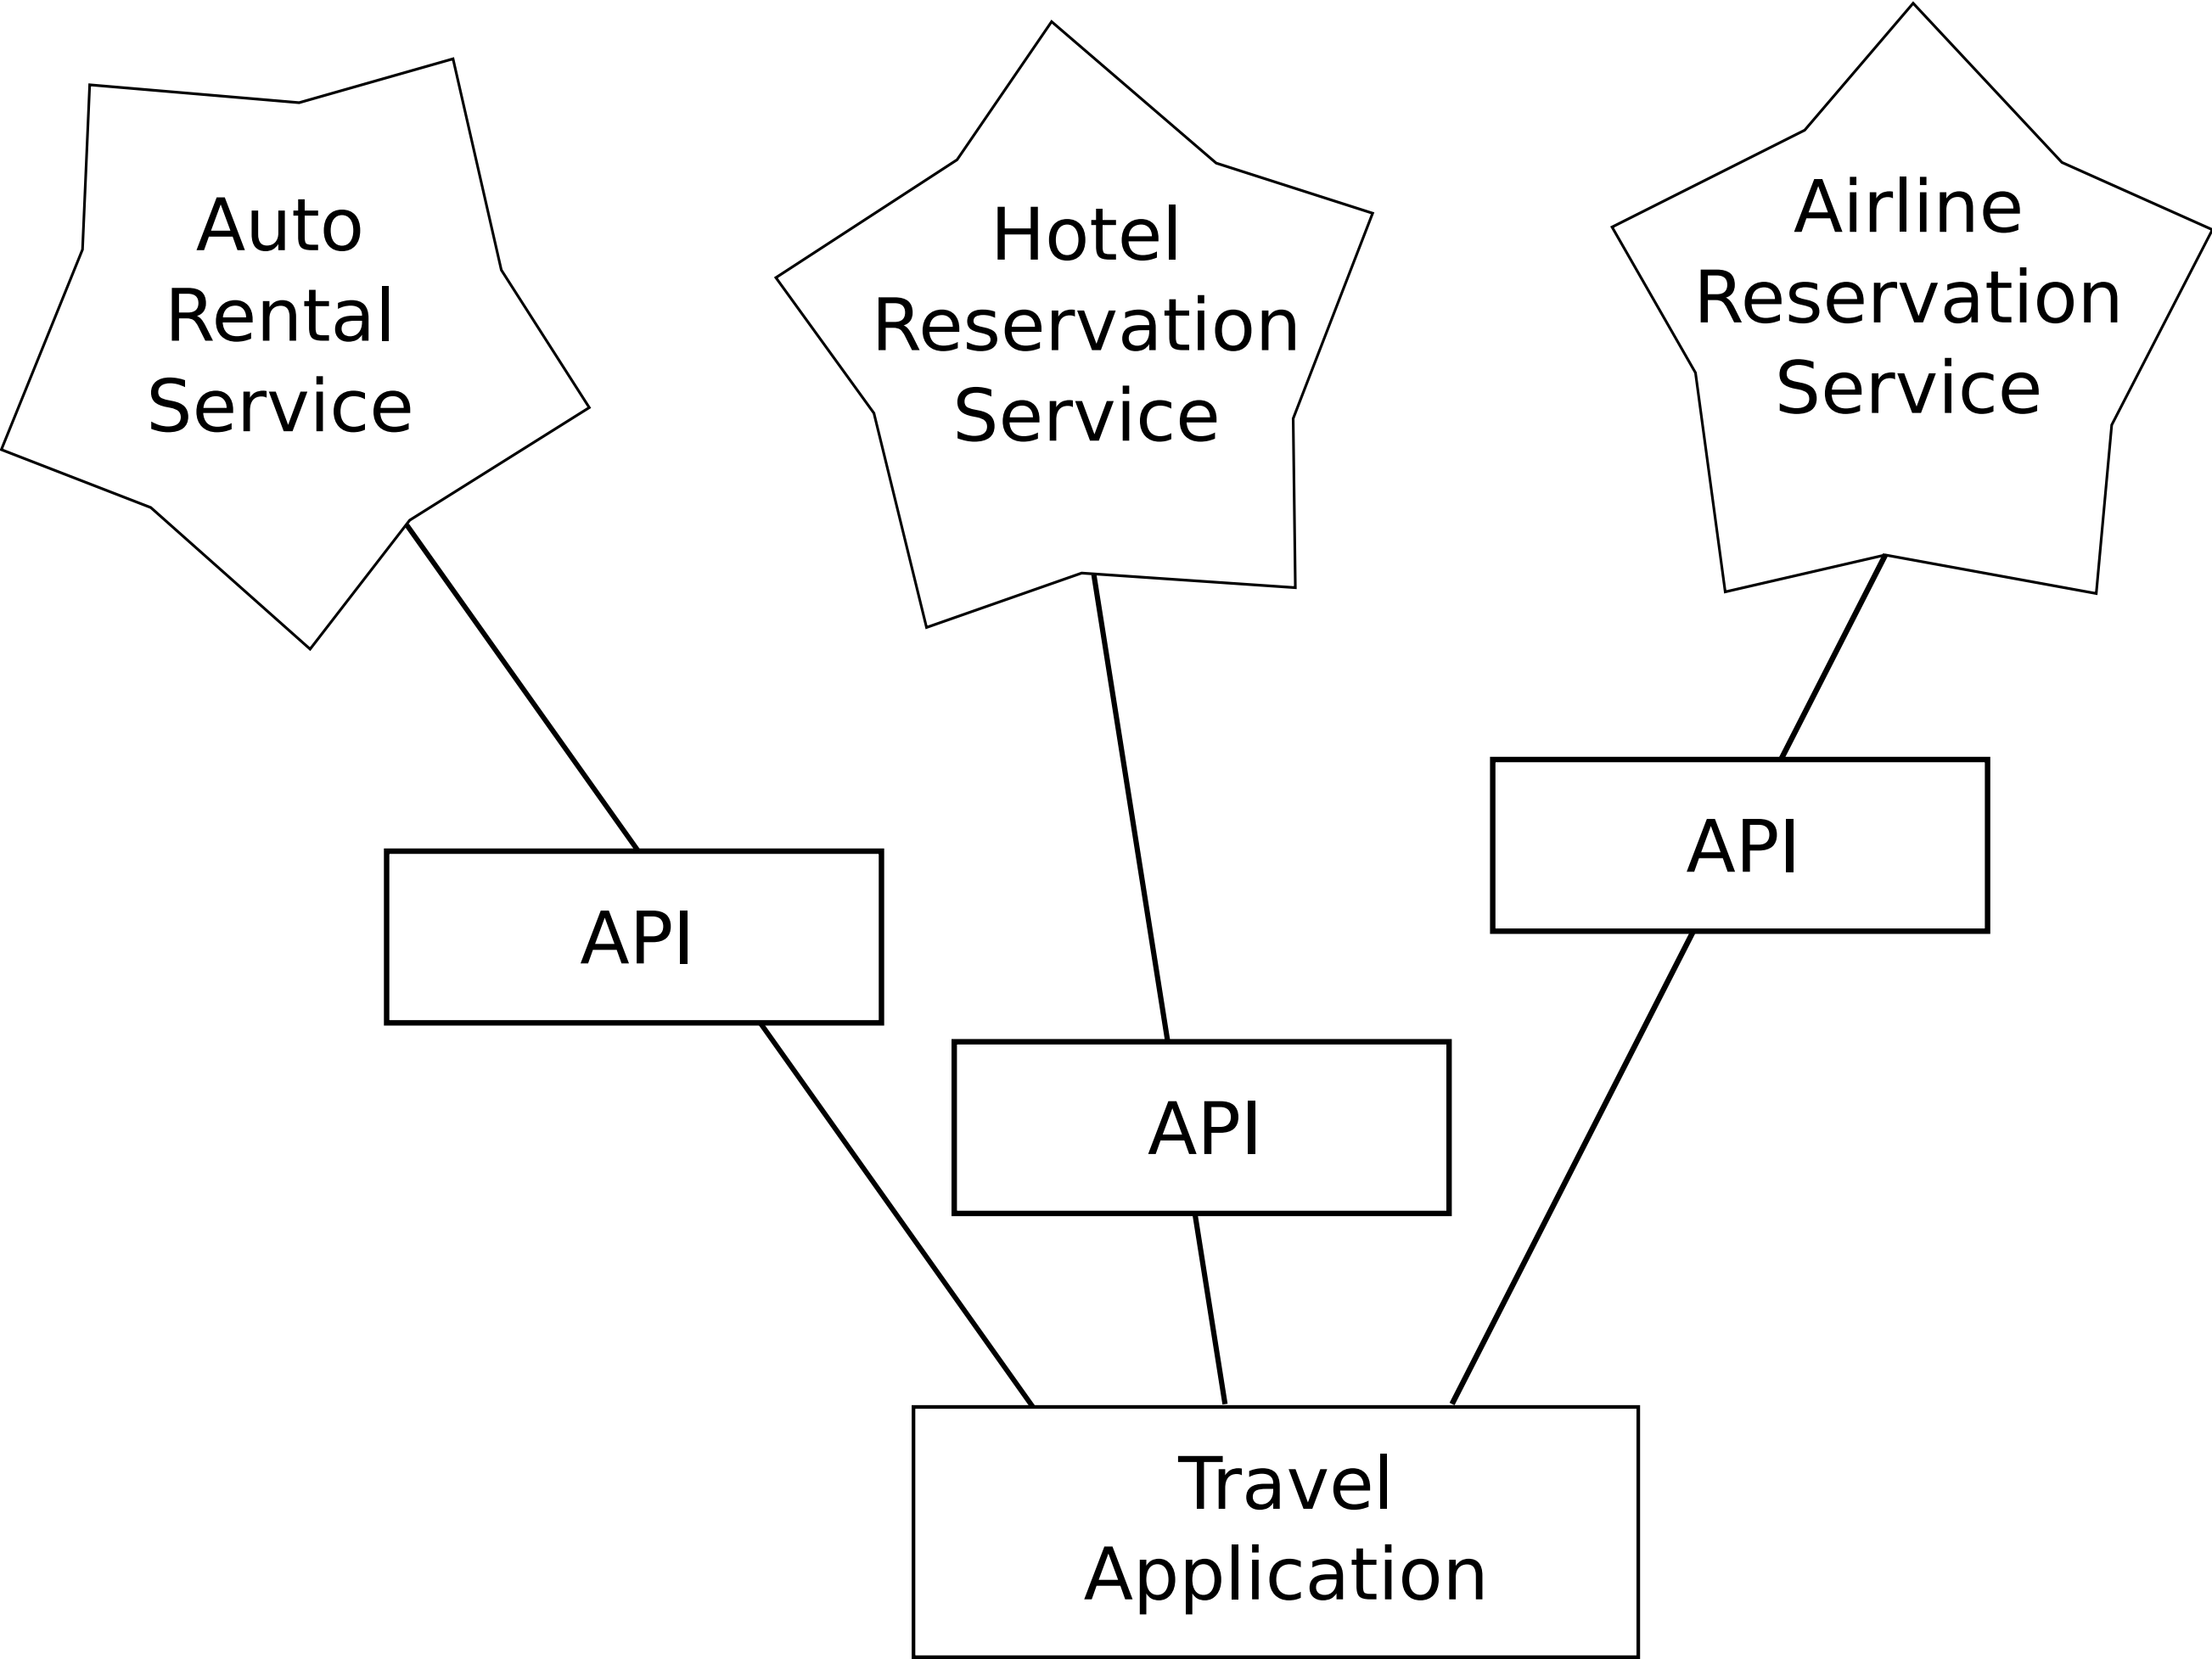 Auto
Rental
Service
Hotel
Reservation
Service
Airline
Reservation
Service
API
API
API
Travel
Application